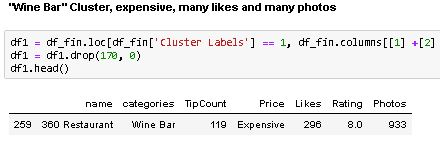 "Wine Bar" Cluster, expensive, many likes and many photos
df1 = df_fin.loc[df_fin['Cluster Labels'] == 1, df_fin.columns[[1] +[2]
df1 = df1.drop(170, 0)
df1.head()
name categories TipCount Price Likes Rating Photos
259 360 Restaurant Wine Bar 119 Expensive 296 8.0 933